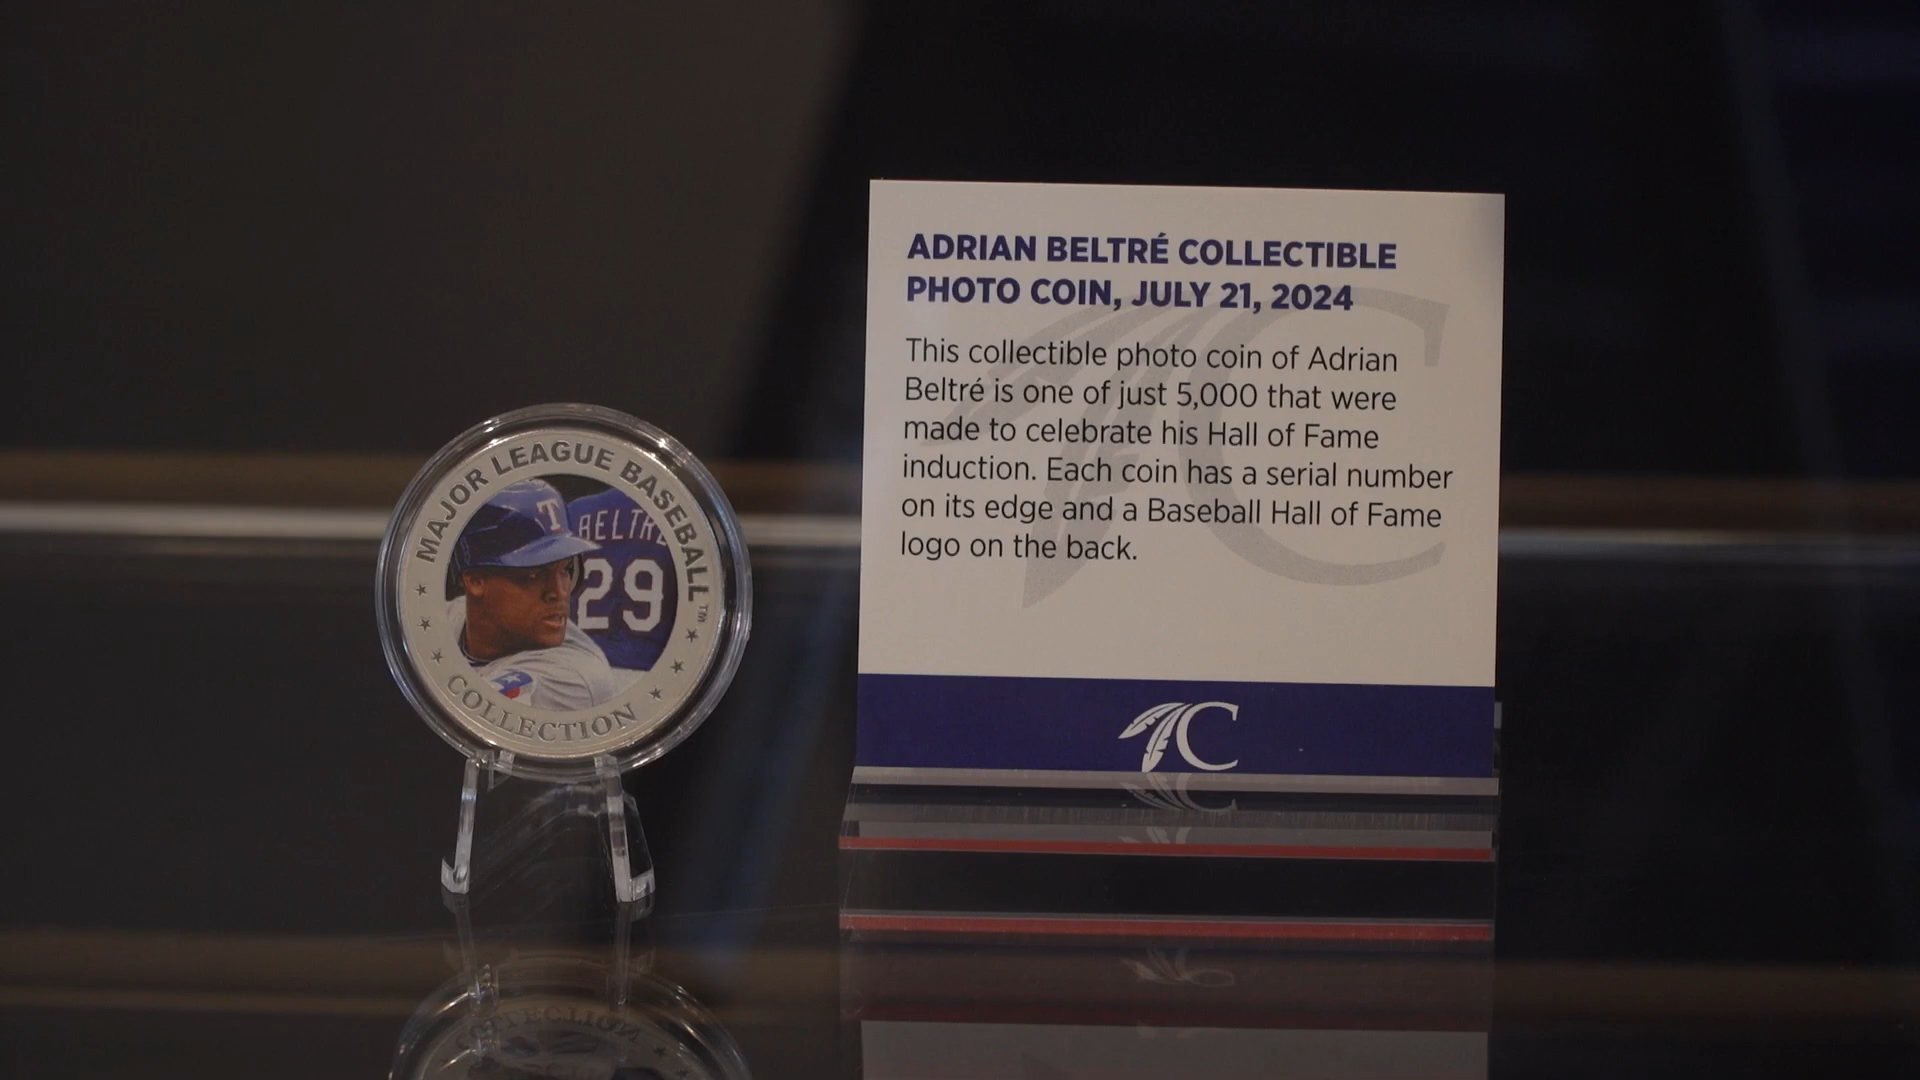 MAJOR LEAGUE BASEBALL™
T
BELTR
29
COLLECTION
ADRIAN BELTRÉ COLLECTIBLE
PHOTO COIN, JULY 21, 2024
This collectible photo coin of Adrian
Beltré is one of just 5,000 that were
made to celebrate his Hall of Fame
induction. Each coin has a serial number
on its edge and a Baseball Hall of Fame
logo on the back.
C